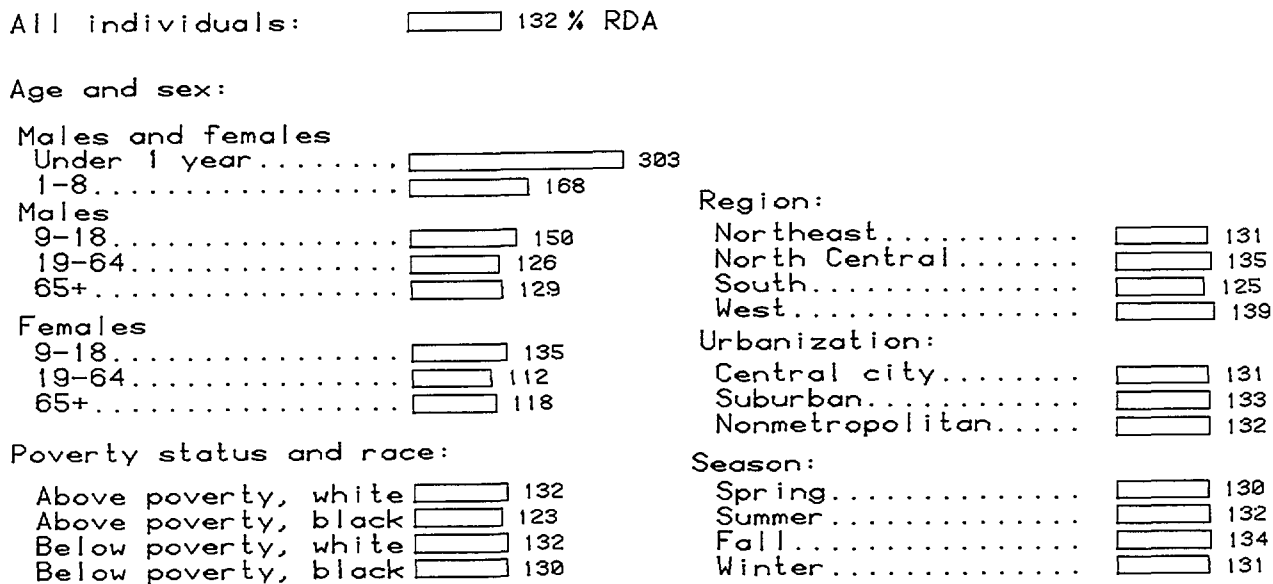 All individuals: 132 % RDA
Age and sex:
Males and females
Under 1 year........ 303
1-8................. 168
Males
9-18................ 150
19-64............... 126
65+................. 129
Females
9-18................ 135
19-64............... 112
65+................. 118
Poverty status and race:
Above poverty, white 132
Above poverty, black 123
Below poverty, white 132
Below poverty, black 130
Region:
Northeast........... 131
North Central....... 135
South............... 125
West................ 139
Urbanization:
Central city........ 131
Suburban............ 133
Nonmetropolitan..... 132
Season:
Spring.............. 130
Summer.............. 132
Fall................ 134
Winter.............. 131